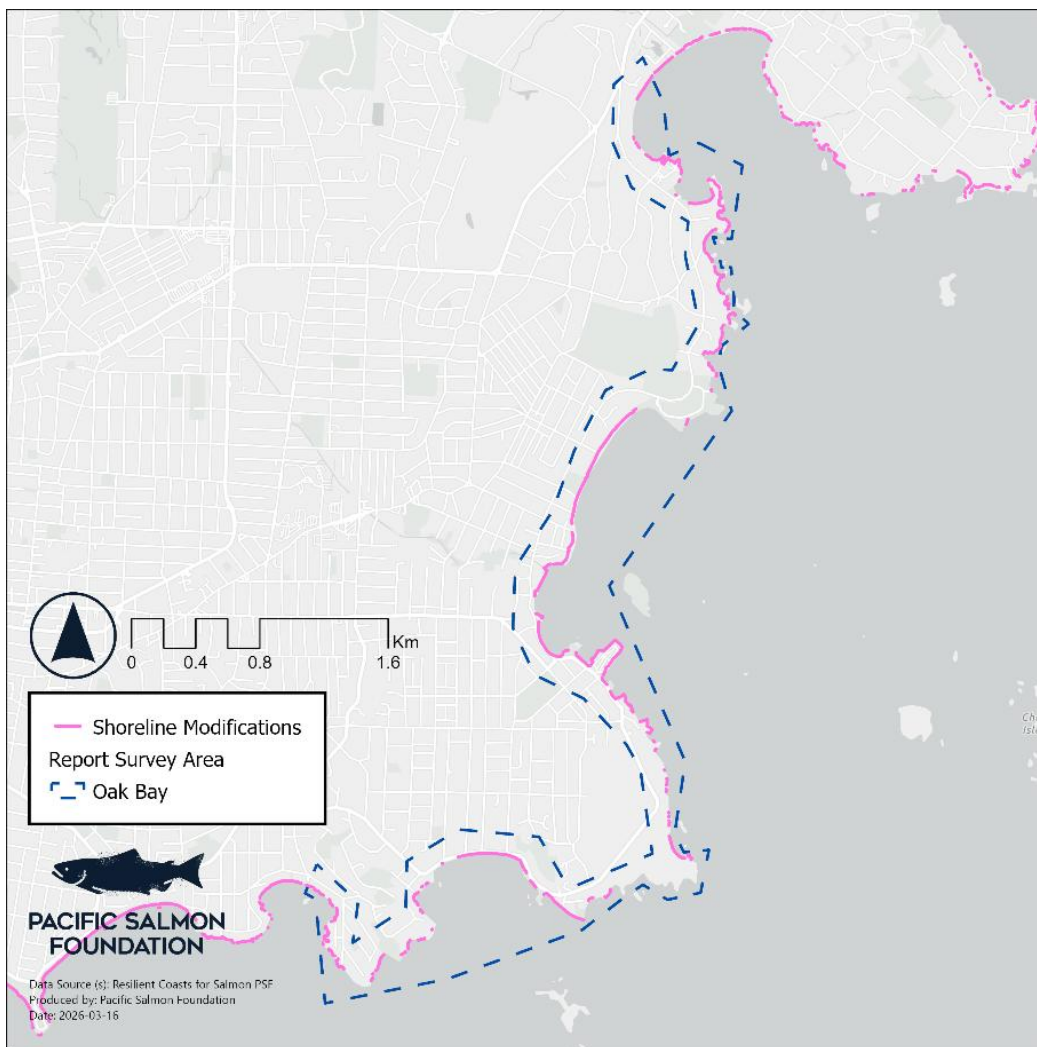 Km
0 0.4 0.8 1.6
Shoreline Modifications
Report Survey Area
Oak Bay
PACIFIC SALMON
FOUNDATION
Data Source (s): Resilient Coasts for Salmon PSF
Produced by: Pacific Salmon Foundation
Date: 2026-03-16